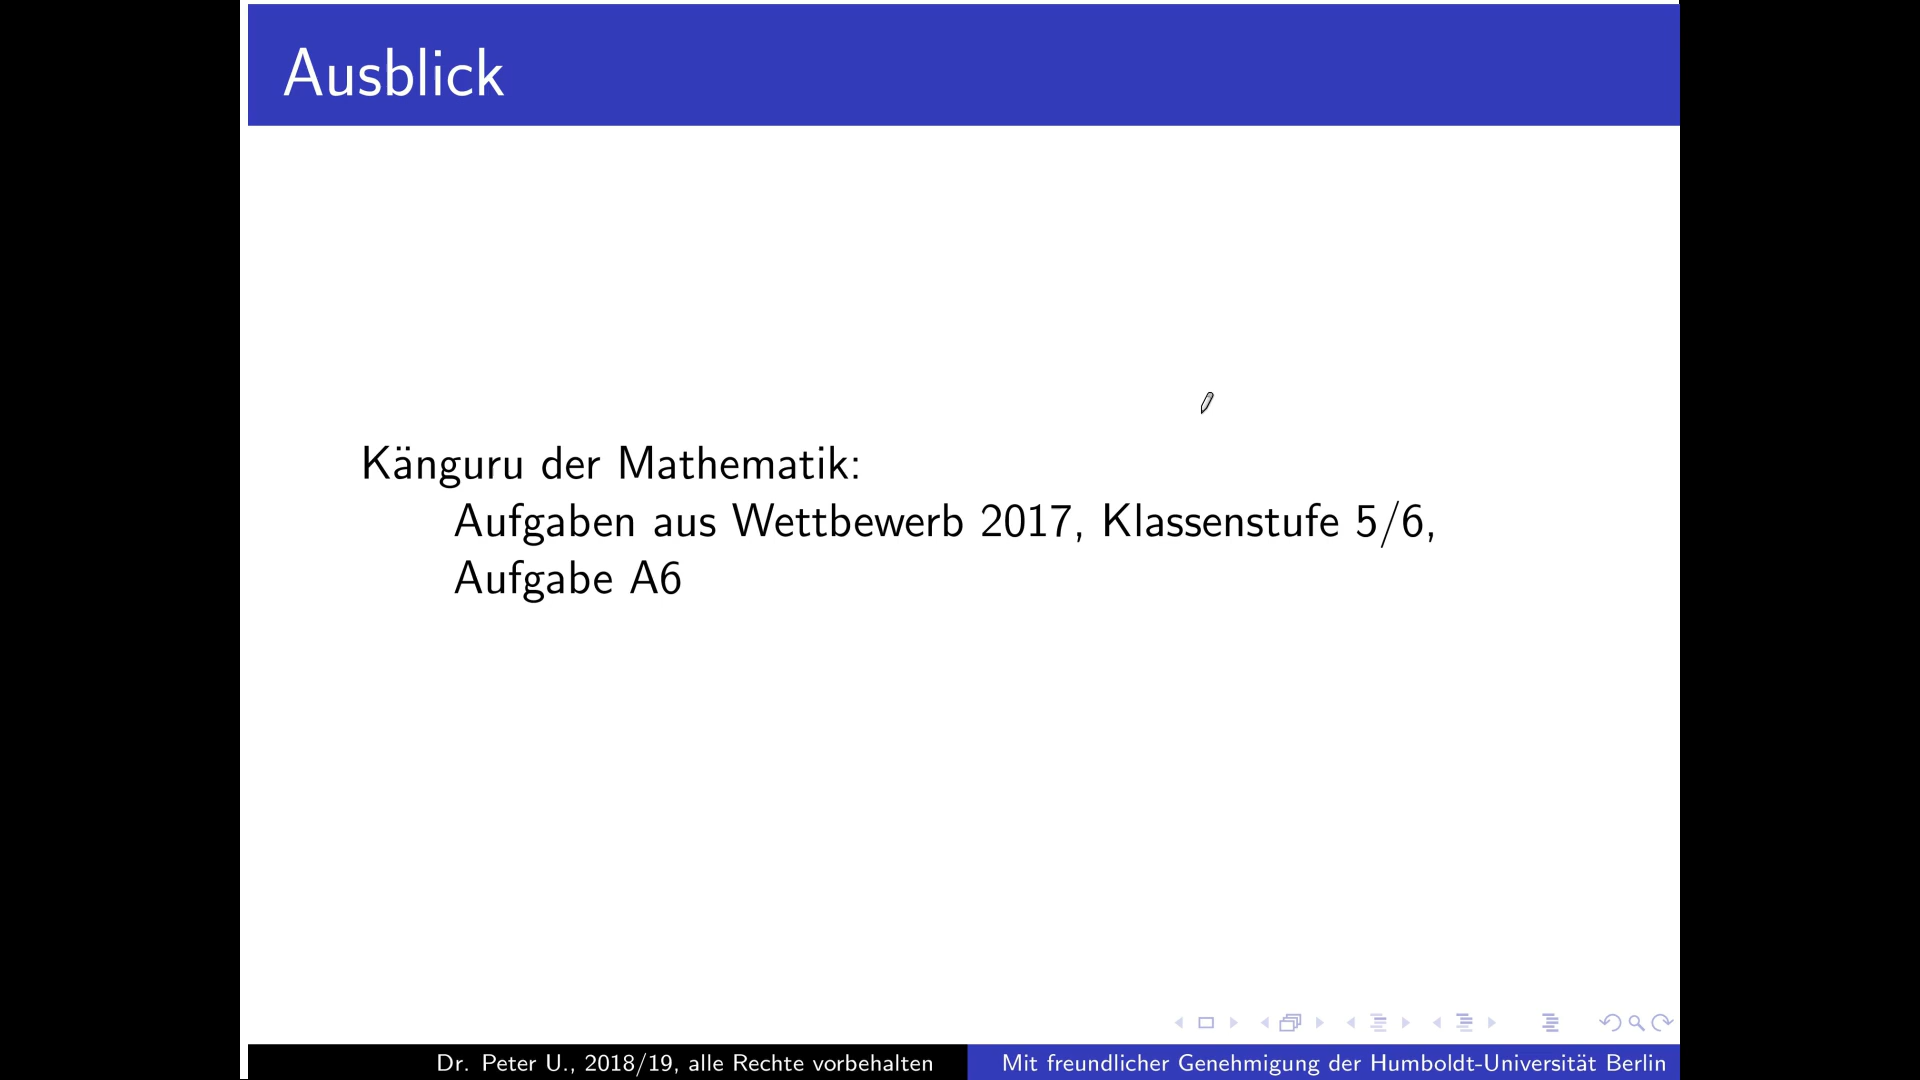 Ausblick
Känguru der Mathematik:
Aufgaben aus Wettbewerb 2017, Klassenstufe 5/6,
Aufgabe A6
Dr. Peter U., 2018/19, alle Rechte vorbehalten
Mit freundlicher Genehmigung der Humboldt-Universität Berlin